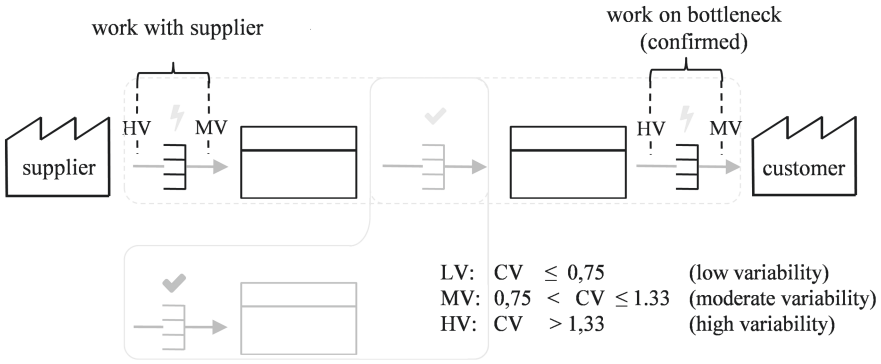 work with supplier
work on bottleneck
(confirmed)
HV MV
HV MV
supplier
customer
LV: CV ≤ 0,75 (low variability)
MV: 0,75 < CV ≤ 1.33 (moderate variability)
HV: CV > 1,33 (high variability)